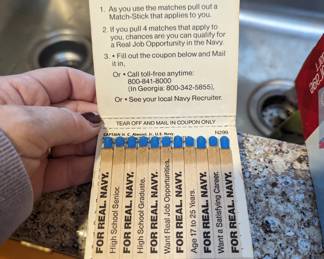 1. As you use the matches pull out a
Match-Stick that applies to you.
2. If you pull 4 matches that apply to
you, chances are you can qualify for
a Real Job Opportunity in the Navy.
3. • Fill out the coupon below and Mail
it in,
Or • Call toll-free anytime:
800-841-8000
(In Georgia: 800-342-5855),
Or • See your local Navy Recruiter.
TEAR OFF AND MAIL IN COUPON ONLY
CAPTAIN H. C. Atwood, Jr., U.S. Navy
N299
FOR REAL. NAVY.
High School Senior.
FOR REAL. NAVY.
High School Graduate.
FOR REAL. NAVY.
Want Real Job Opportunities.
FOR REAL. NAVY.
Age 17 to 25 Years.
FOR REAL. NAVY.
Want a Satisfying Career.
FOR REAL. NAVY.